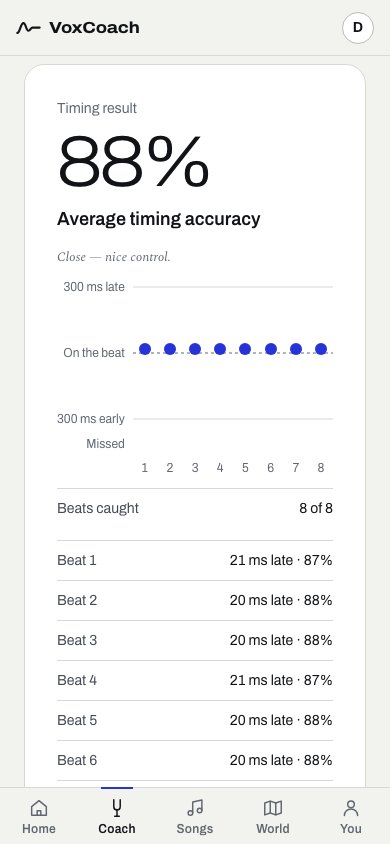 VoxCoach
D
Timing result
88%
Average timing accuracy
Close — nice control.
300 ms late
On the beat
300 ms early
Missed
1 2 3 4 5 6 7 8
Beats caught 8 of 8
Beat 1 21 ms late · 87%
Beat 2 20 ms late · 88%
Beat 3 20 ms late · 88%
Beat 4 21 ms late · 87%
Beat 5 20 ms late · 88%
Beat 6 20 ms late · 88%
Home Coach Songs World You